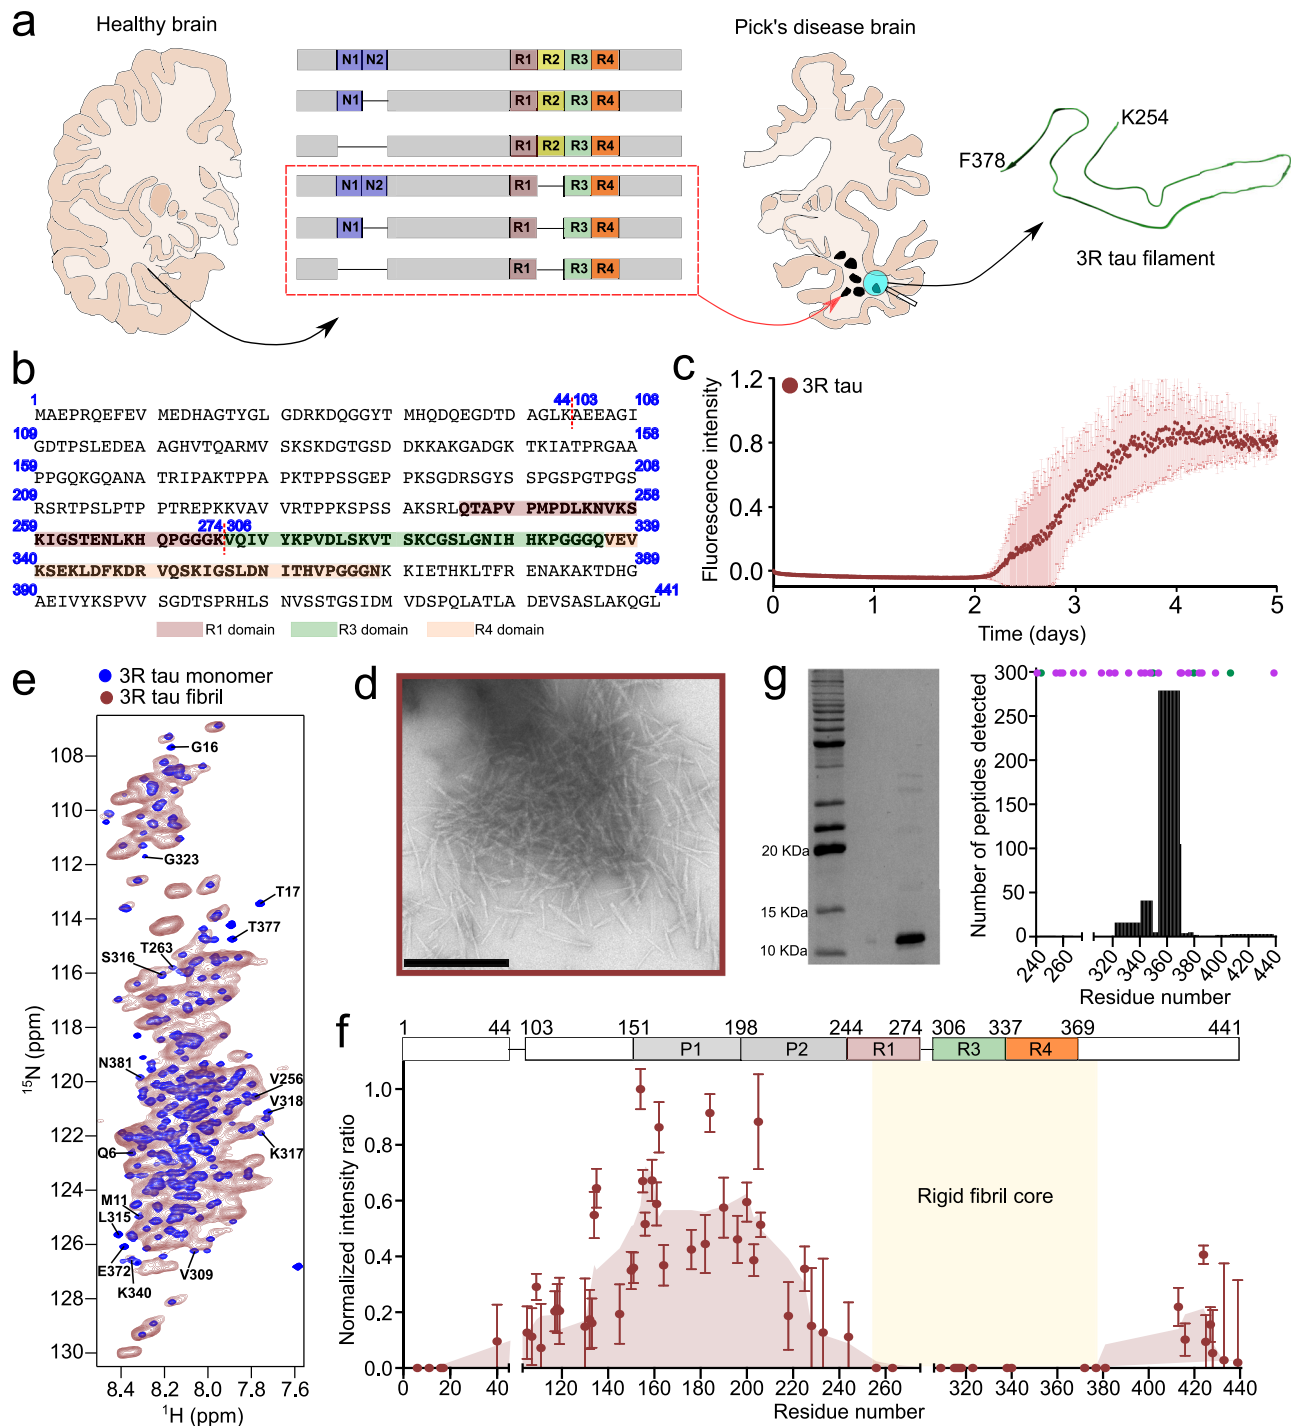 a
Healthy brain
Pick's disease brain
N1 N2 R1 R2 R3 R4
N1 R1 R2 R3 R4
R1 R2 R3 R4
N1 N2 R1 R3 R4
N1 R1 R3 R4
R1 R3 R4
K254
F378
3R tau filament
b
1 44 103 108
MAEPRQEFEV MEDHAGTYGL GDRKDQGGYT MHQDQEGDTD AGLKAEEAGI
109 158
GDTPSLEDEA AGHVTQARMV SKSKDGTGSD DKKAKGADGK TKIATPRGAA
159 208
PPGQKGQANA TRIPAKTPPA PKTPPSSGEP PKSGDRSGYS SPGSPGTPGS
209 258
RSRTPSLPTP PTREPKKVAV VRTPPKSPSS AKSRLQTAPV PMPDLKNVKS
259 274 306 339
KIGSTENLKH QPGGGKVQIV YKPVDLSKVT SKCGSLGNIH HKPGGGQVEV
340 389
KSEKLDFKDR VQSKIGSLDN ITHVPGGGNK KIETHKLTFR ENAKAKTDHG
390
AEIVYKSPVV SGDTSPRHLS NVSSTGSIDM VDSPQLATLA DEVSASLAKQGL 441
R1 domain R3 domain R4 domain
c
3R tau
Fluorescence intensity
1.2
0.8
0.4
0.0
0 1 2 3 4 5
Time (days)
e
3R tau monomer
3R tau fibril
108
110
112
114
116
118
120
122
124
126
128
130
15N (ppm)
G16
G323
T17
T377
T263
S316
N381
V256
V318
Q6
K317
M11
L315
E372
V309
K340
8.4 8.2 8.0 7.8 7.6
1H (ppm)
d
g
20 KDa
15 KDa
10 KDa
Number of peptides detected
300
250
200
150
100
50
0
240 260 320 340 360 380 400 420 440
Residue number
f
1 44 103 151 198 244 274 306 337 369 441
P1 P2 R1 R3 R4
Normalized intensity ratio
1.0
0.8
0.6
0.4
0.2
0.0
Rigid fibril core
0 20 40 120 140 160 180 200 220 240 260 320 340 360 380 420 440
Residue number